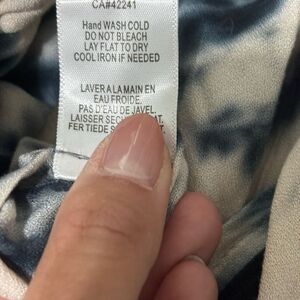 CA#42241
Hand WASH COLD
DO NOT BLEACH
LAY FLAT TO DRY
COOL IRON IF NEEDED
LAVER A LA MAIN EN
EAU FROIDE.
PAS D'EAU DE JAVEL
LAISSER
FER TIEDE